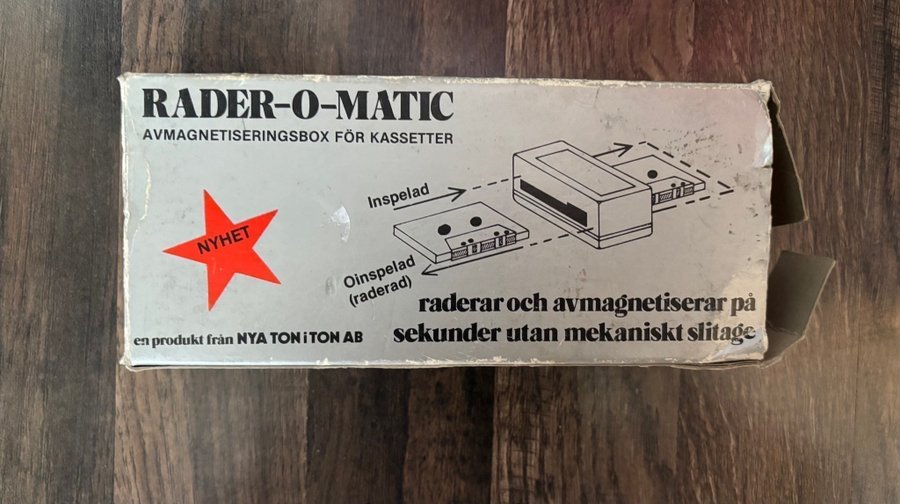 RADER-O-MATIC
AVMAGNETISERINGSBOX FÖR KASSETTER
Inspelad
NYHET
Oinspelad
(raderad)
raderar och avmagnetiserar på
sekunder utan mekaniskt slitage
en produkt från NYA TON i TON AB